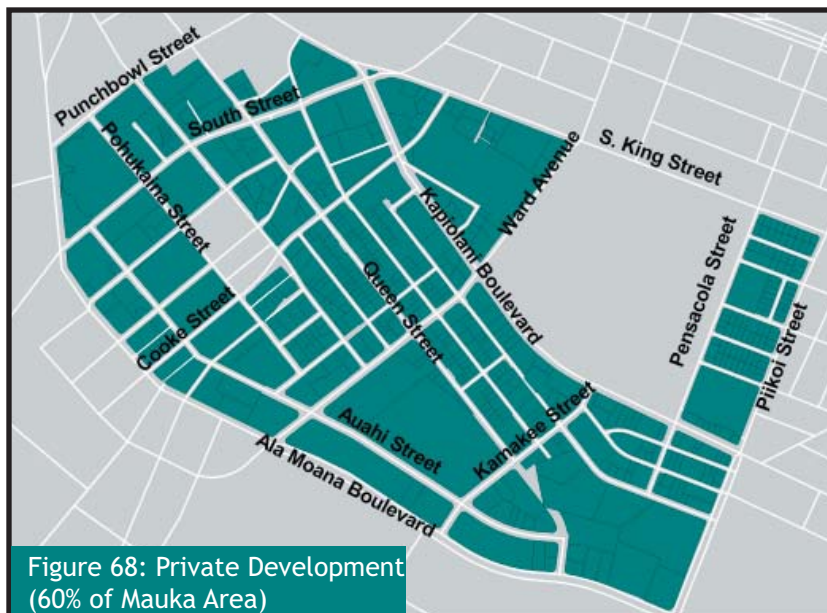 Punchbowl Street
South Street
Pohukaina Street
S. King Street
Ward Avenue
Kapiolani Boulevard
Queen Street
Cooke Street
Pensacola Street
Piikoi Street
Kamakee Street
Auahi Street
Ala Moana Boulevard
Figure 68: Private Development
(60% of Mauka Area)